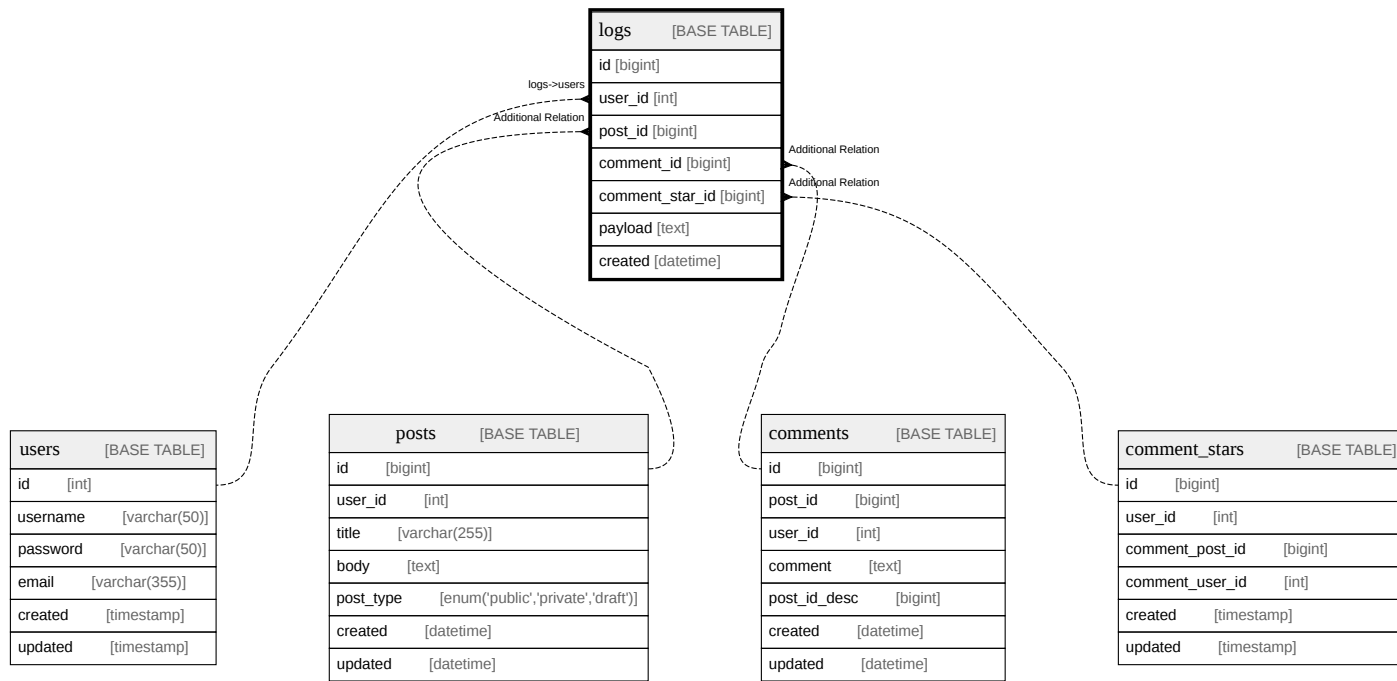 logs [BASE TABLE]
id [bigint]
logs->users
user_id [int]
Additional Relation
post_id [bigint]
Additional Relation
comment_id [bigint]
Additional Relation
comment_star_id [bigint]
payload [text]
created [datetime]
users [BASE TABLE]
id [int]
username [varchar(50)]
password [varchar(50)]
email [varchar(355)]
created [timestamp]
updated [timestamp]
posts [BASE TABLE]
id [bigint]
user_id [int]
title [varchar(255)]
body [text]
post_type [enum('public','private','draft')]
created [datetime]
updated [datetime]
comments [BASE TABLE]
id [bigint]
post_id [bigint]
user_id [int]
comment [text]
post_id_desc [bigint]
created [datetime]
updated [datetime]
comment_stars [BASE TABLE]
id [bigint]
user_id [int]
comment_post_id [bigint]
comment_user_id [int]
created [timestamp]
updated [timestamp]